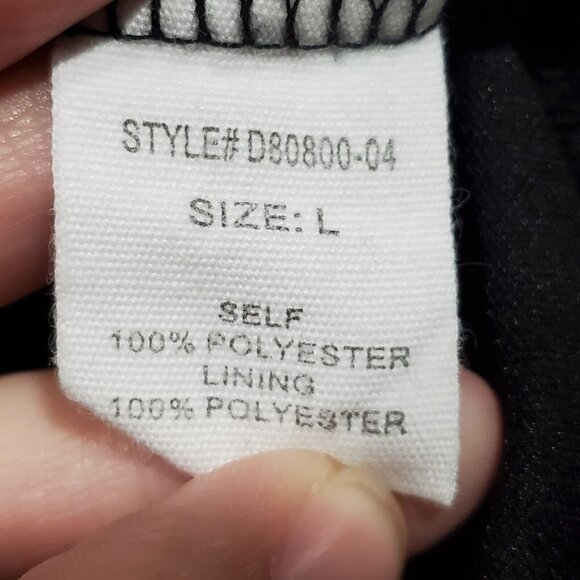 STYLE# D80800-04
SIZE: L
SELF
100% POLYESTER
LINING
100% POLYESTER